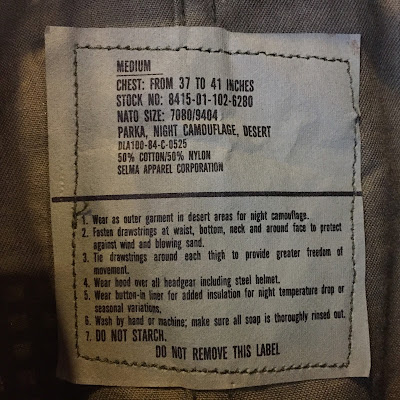 MEDIUM
CHEST: FROM 37 TO 41 INCHES
STOCK NO: 8415-01-102-6280
NATO SIZE: 7080/9404
PARKA, NIGHT CAMOUFLAGE, DESERT
DLA100-84-C-0525
50% COTTON/50% NYLON
SELMA APPAREL CORPORATION
1. Wear as outer garment in desert areas for night camouflage.
2. Fasten drawstrings at waist, bottom, neck and around face to protect
against wind and blowing sand.
3. Tie drawstrings around each thigh to provide greater freedom of
movement.
4. Wear hood over all headgear including steel helmet.
5. Wear button-in liner for added insulation for night temperature drop or
seasonal variations.
6. Wash by hand or machine; make sure all soap is thoroughly rinsed out.
7. DO NOT STARCH.
DO NOT REMOVE THIS LABEL